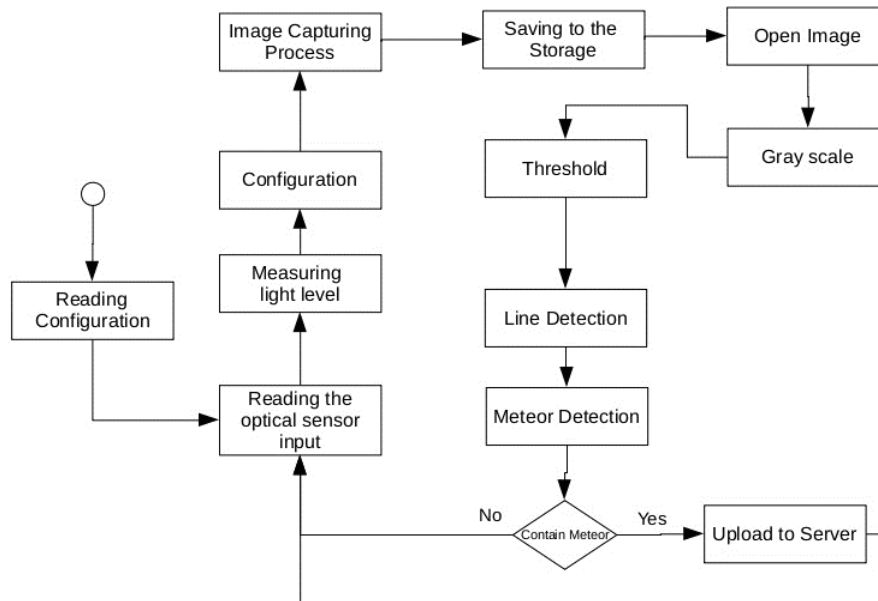 Image Capturing
Process
Saving to the
Storage
Open Image
Gray scale
Threshold
Configuration
Measuring
light level
Reading
Configuration
Line Detection
Reading the
optical sensor
input
Meteor Detection
No
Contain Meteor
Yes
Upload to Server